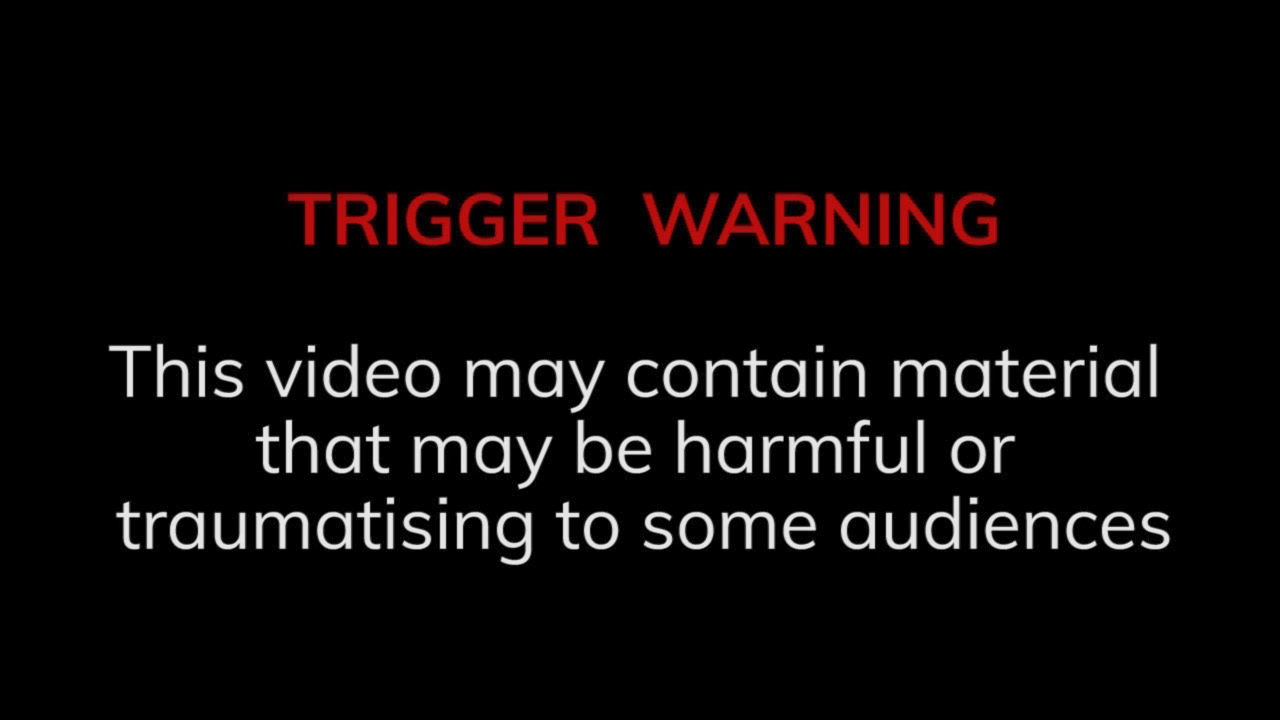 TRIGGER WARNING
This video may contain material
that may be harmful or
traumatising to some audiences